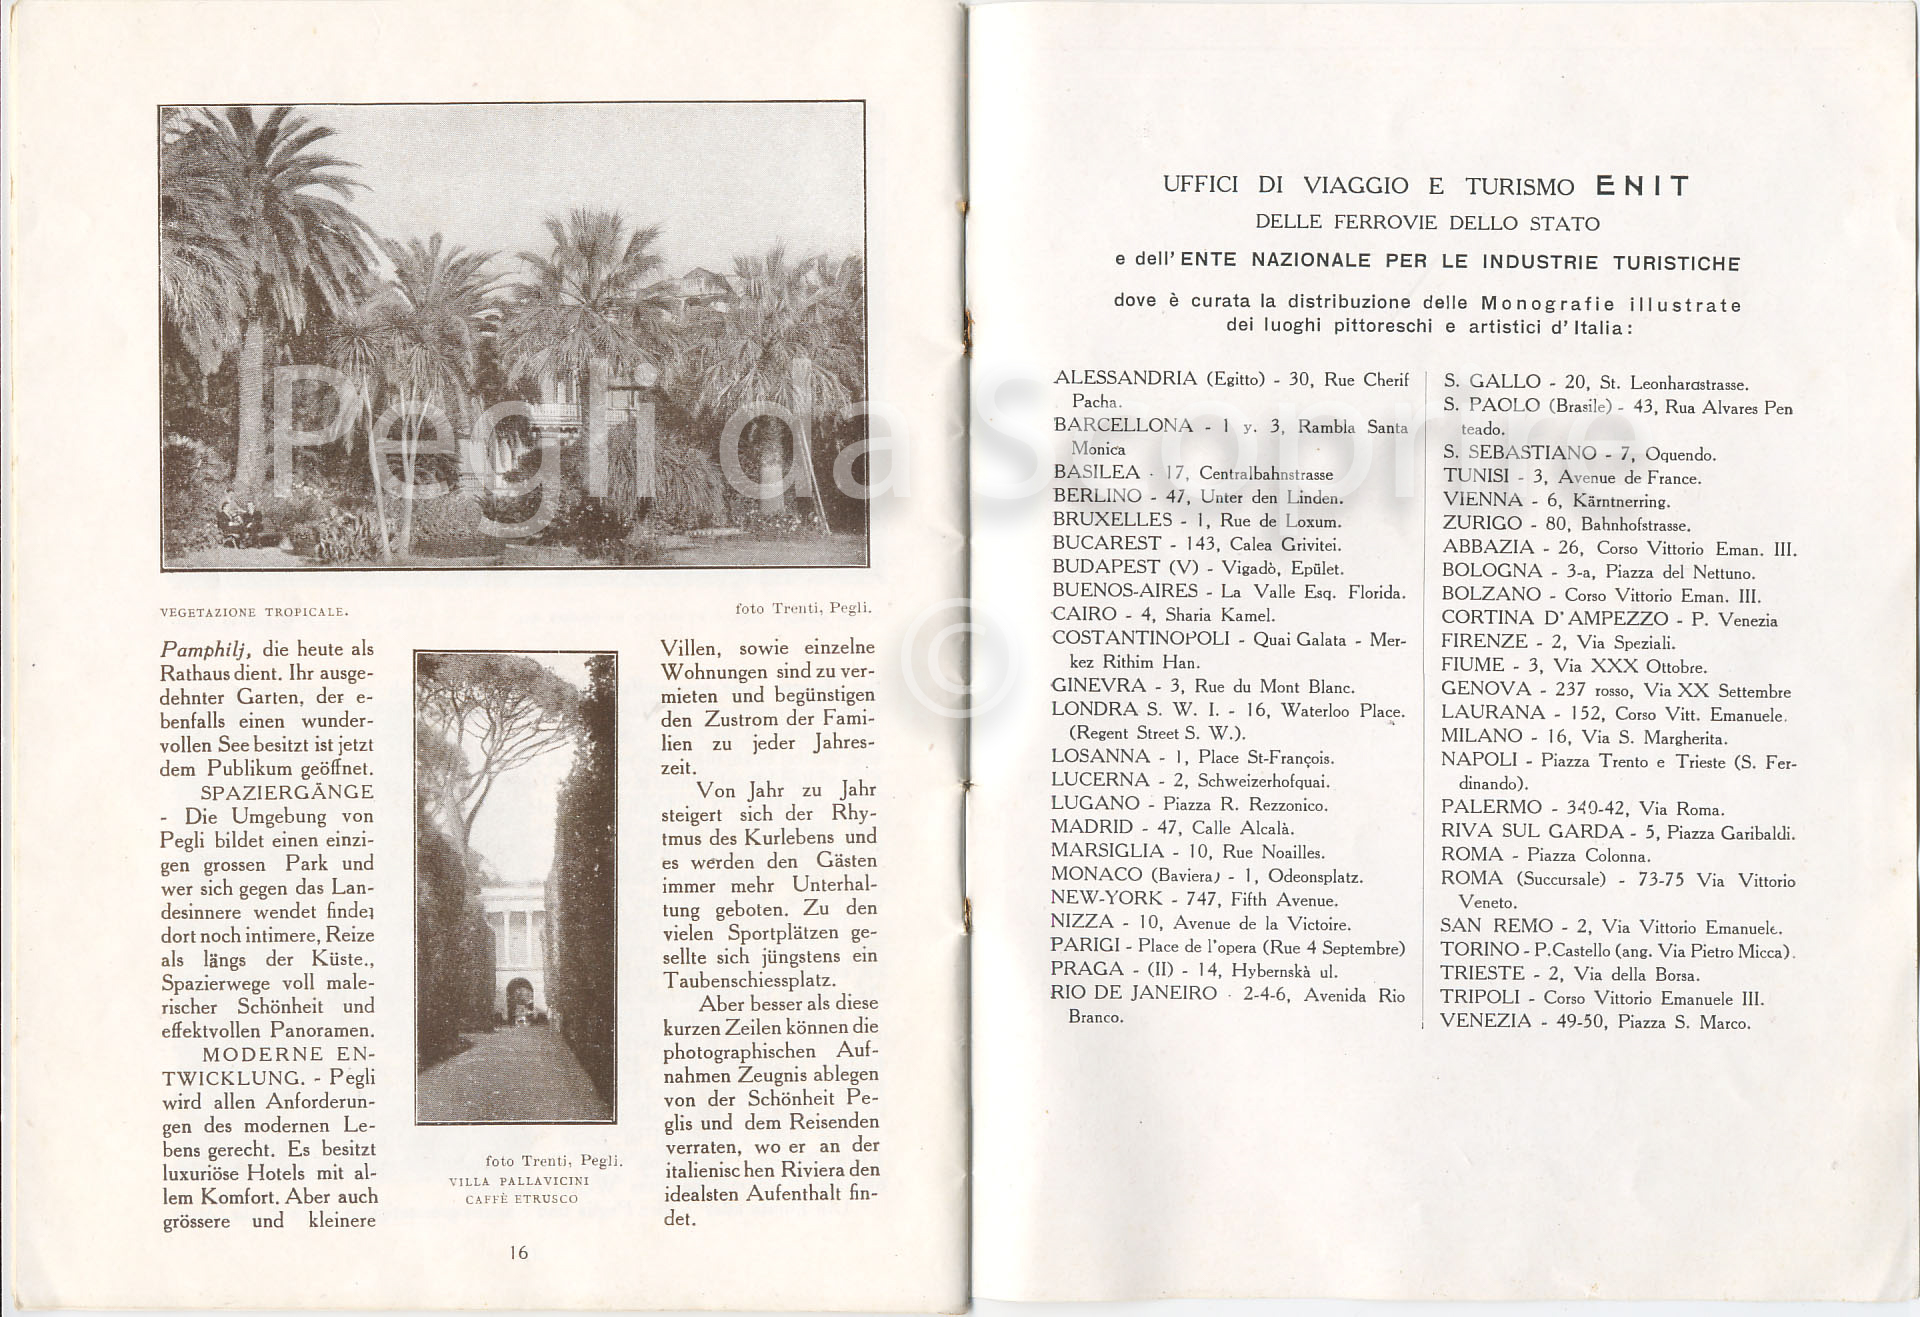 VEGETAZIONE TROPICALE.
foto Trenti, Pegli.
Pamphilj, die heute als
Rathaus dient. Ihr ausge-
dehnter Garten, der e-
benfalls einen wunder-
vollen See besitzt ist jetzt
dem Publikum geöffnet.
SPAZIERGÄNGE
- Die Umgebung von
Pegli bildet einen einzi-
gen grossen Park und
wer sich gegen das Lan-
desinnere wendet findet
dort noch intimere, Reize
als längs der Küste.,
Spazierwege voll male-
rischer Schönheit und
effektvollen Panoramen.
MODERNE EN-
TWICKLUNG. - Pegli
wird allen Anforderun-
gen des modernen Le-
bens gerecht. Es besitzt
luxuriöse Hotels mit al-
lem Komfort. Aber auch
grössere und kleinere
foto Trenti, Pegli.
VILLA PALLAVICINI
CAFFÈ ETRUSCO
Villen, sowie einzelne
Wohnungen sind zu ver-
mieten und begünstigen
den Zustrom der Fami-
lien zu jeder Jahres-
zeit.
Von Jahr zu Jahr
steigert sich der Rhy-
tmus des Kurlebens und
es werden den Gästen
immer mehr Unterhal-
tung geboten. Zu den
vielen Sportplätzen ge-
sellte sich jüngstens ein
Taubenschiessplatz.
Aber besser als diese
kurzen Zeilen können die
photographischen Auf-
nahmen Zeugnis ablegen
von der Schönheit Pe-
glis und dem Reisenden
verraten, wo er an der
italienischen Riviera den
idealsten Aufenthalt fin-
det.
16
UFFICI DI VIAGGIO E TURISMO ENIT
DELLE FERROVIE DELLO STATO
e dell' ENTE NAZIONALE PER LE INDUSTRIE TURISTICHE
dove è curata la distribuzione delle Monografie illustrate
dei luoghi pittoreschi e artistici d'Italia:
ALESSANDRIA (Egitto) - 30, Rue Cherif
Pacha.
BARCELLONA - 1 y. 3, Rambla Santa
Monica
BASILEA - 17, Centralbahnstrasse
BERLINO - 47, Unter den Linden.
BRUXELLES - 1, Rue de Loxum.
BUCAREST - 143, Calea Grivitei.
BUDAPEST (V) - Vigadò, Epület.
BUENOS-AIRES - La Valle Esq. Florida.
CAIRO - 4, Sharia Kamel.
COSTANTINOPOLI - Quai Galata - Mer-
kez Rithim Han.
GINEVRA - 3, Rue du Mont Blanc.
LONDRA S. W. I. - 16, Waterloo Place.
(Regent Street S. W.).
LOSANNA - 1, Place St-François.
LUCERNA - 2, Schweizerhofquai.
LUGANO - Piazza R. Rezzonico.
MADRID - 47, Calle Alcalà.
MARSIGLIA - 10, Rue Noailles.
MONACO (Baviera) - 1, Odeonsplatz.
NEW-YORK - 747, Fifth Avenue.
NIZZA - 10, Avenue de la Victoire.
PARIGI - Place de l'opera (Rue 4 Septembre)
PRAGA - (II) - 14, Hybernskà ul.
RIO DE JANEIRO - 2-4-6, Avenida Rio
Branco.
S. GALLO - 20, St. Leonharastrasse.
S. PAOLO (Brasile) - 43, Rua Alvares Pen
teado.
S. SEBASTIANO - 7, Oquendo.
TUNISI - 3, Avenue de France.
VIENNA - 6, Kärntnerring.
ZURIGO - 80, Bahnhofstrasse.
ABBAZIA - 26, Corso Vittorio Eman. III.
BOLOGNA - 3-a, Piazza del Nettuno.
BOLZANO - Corso Vittorio Eman. III.
CORTINA D'AMPEZZO - P. Venezia
FIRENZE - 2, Via Speziali.
FIUME - 3, Via XXX Ottobre.
GENOVA - 237 rosso, Via XX Settembre
LAURANA - 152, Corso Vitt. Emanuele.
MILANO - 16, Via S. Margherita.
NAPOLI - Piazza Trento e Trieste (S. Fer-
dinando).
PALERMO - 340-42, Via Roma.
RIVA SUL GARDA - 5, Piazza Garibaldi.
ROMA - Piazza Colonna.
ROMA (Succursale) - 73-75 Via Vittorio
Veneto.
SAN REMO - 2, Via Vittorio Emanuele.
TORINO - P. Castello (ang. Via Pietro Micca).
TRIESTE - 2, Via della Borsa.
TRIPOLI - Corso Vittorio Emanuele III.
VENEZIA - 49-50, Piazza S. Marco.
Pegli da Scoprire
©